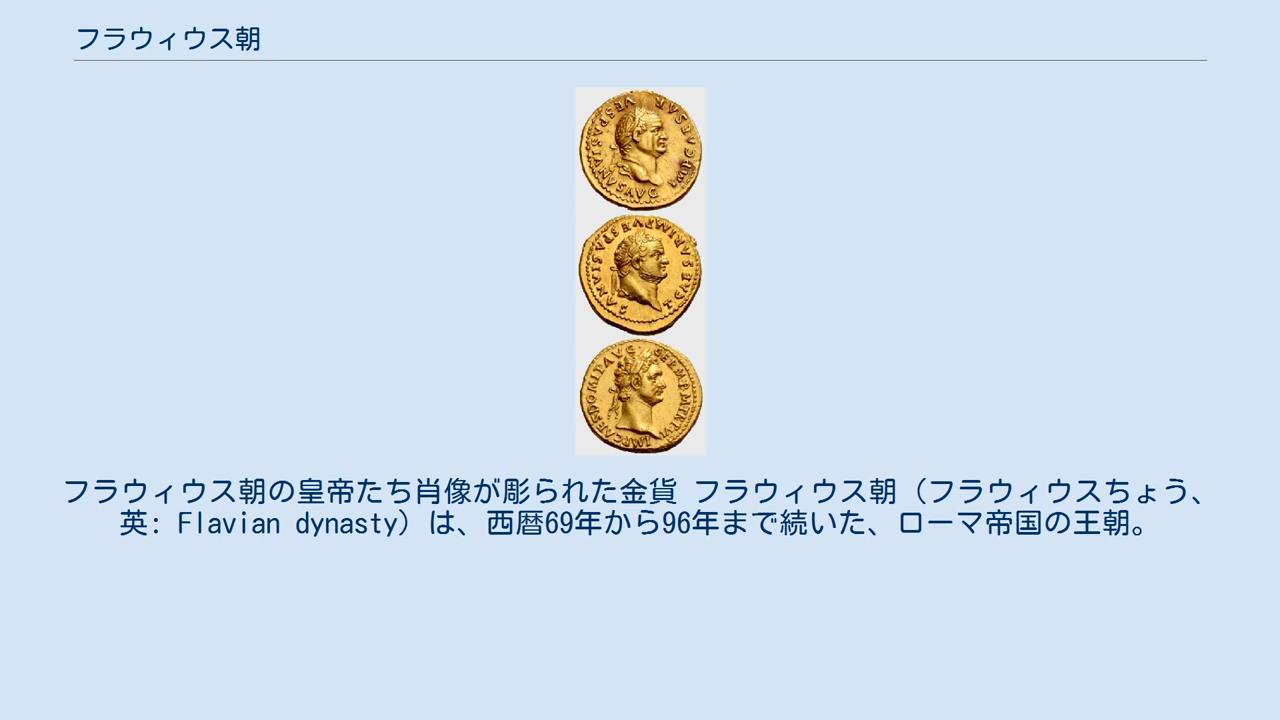 フラウィウス朝
VESPASIANVSAVG
フラウィウス朝の皇帝たち肖像が彫られた金貨 フラウィウス朝（フラウィウスちょう、
英: Flavian dynasty）は、西暦69年から96年まで続いた、ローマ帝国の王朝。